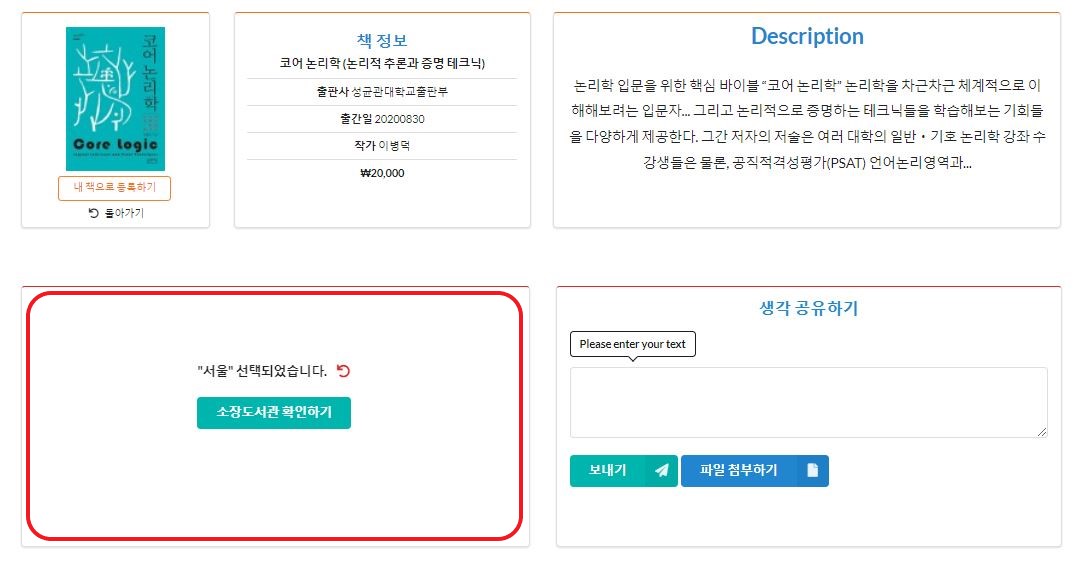 코어 논리학
Core Logic
내 책으로 등록하기
돌아가기
책 정보
코어 논리학 (논리적 추론과 증명 테크닉)
출판사 성균관대학교출판부
출간일 20200830
작가 이병덕
₩20,000
Description
논리학 입문을 위한 핵심 바이블 “코어 논리학” 논리학을 차근차근 체계적으로 이
해해보려는 입문자... 그리고 논리적으로 증명하는 테크닉들을 학습해보는 기회들
을 다양하게 제공한다. 그간 저자의 저술은 여러 대학의 일반·기호 논리학 강좌 수
강생들은 물론, 공직적격성평가(PSAT) 언어논리영역과...
"서울" 선택되었습니다.
소장도서관 확인하기
생각 공유하기
Please enter your text
보내기
파일 첨부하기